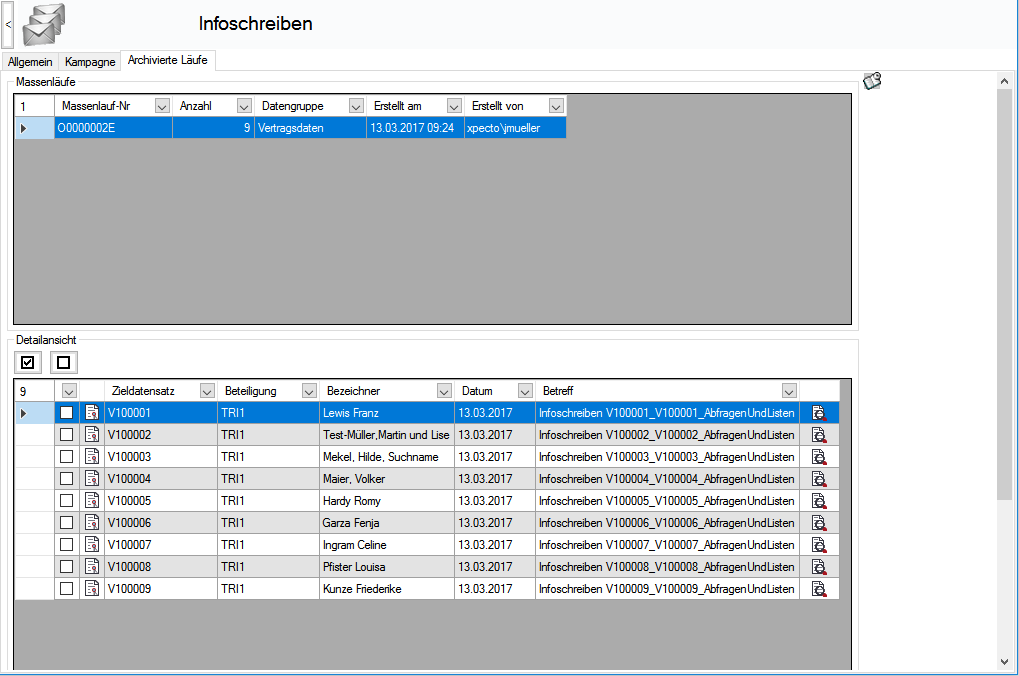 <
Infoschreiben
Allgemein Kampagne Archivierte Läufe
Massenläufe
1 Massenlauf-Nr Anzahl Datengruppe Erstellt am Erstellt von
O0000002E 9 Vertragsdaten 13.03.2017 09:24 xpecto\jmueller
Detailansicht
9 Zieldatensatz Beteiligung Bezeichner Datum Betreff
V100001 TRI1 Lewis Franz 13.03.2017 Infoschreiben V100001_V100001_AbfragenUndListen
V100002 TRI1 Test-Müller,Martin und Lise 13.03.2017 Infoschreiben V100002_V100002_AbfragenUndListen
V100003 TRI1 Mekel, Hilde, Suchname 13.03.2017 Infoschreiben V100003_V100003_AbfragenUndListen
V100004 TRI1 Maier, Volker 13.03.2017 Infoschreiben V100004_V100004_AbfragenUndListen
V100005 TRI1 Hardy Romy 13.03.2017 Infoschreiben V100005_V100005_AbfragenUndListen
V100006 TRI1 Garza Fenja 13.03.2017 Infoschreiben V100006_V100006_AbfragenUndListen
V100007 TRI1 Ingram Celine 13.03.2017 Infoschreiben V100007_V100007_AbfragenUndListen
V100008 TRI1 Pfister Louisa 13.03.2017 Infoschreiben V100008_V100008_AbfragenUndListen
V100009 TRI1 Kunze Friederike 13.03.2017 Infoschreiben V100009_V100009_AbfragenUndListen